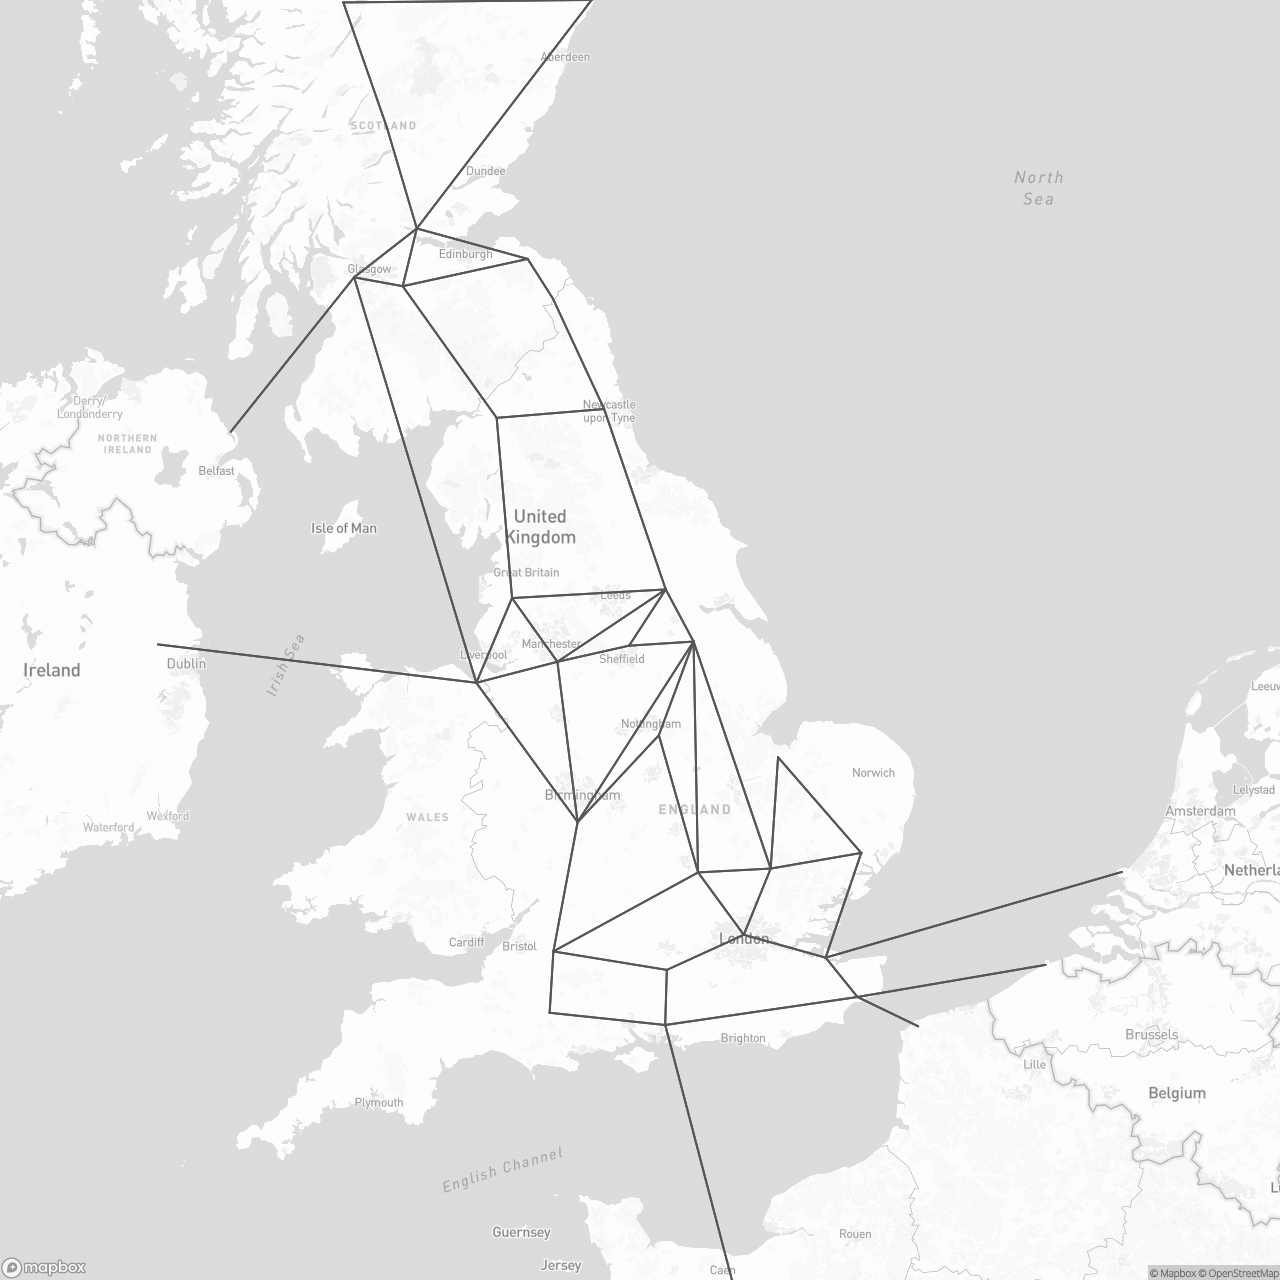 Aberdeen
SCOTLAND
North
Sea
Dundee
Edinburgh
Glasgow
Derry/
Londonderry
Newcastle
upon Tyne
NORTHERN
IRELAND
Belfast
United
Kingdom
Isle of Man
Great Britain
Leeds
Manchester
Liverpool
Sheffield
Dublin
Irish Sea
Ireland
Leeuw
Nottingham
Norwich
Birmingham
Lelystad
Amsterdam
ENGLAND
Wexford
WALES
Waterford
Netherla
London
Cardiff
Bristol
Brussels
Brighton
Lille
Belgium
Plymouth
English Channel
Lu
Guernsey
Rouen
Jersey
Caen
mapbox
© Mapbox © OpenStreetMap